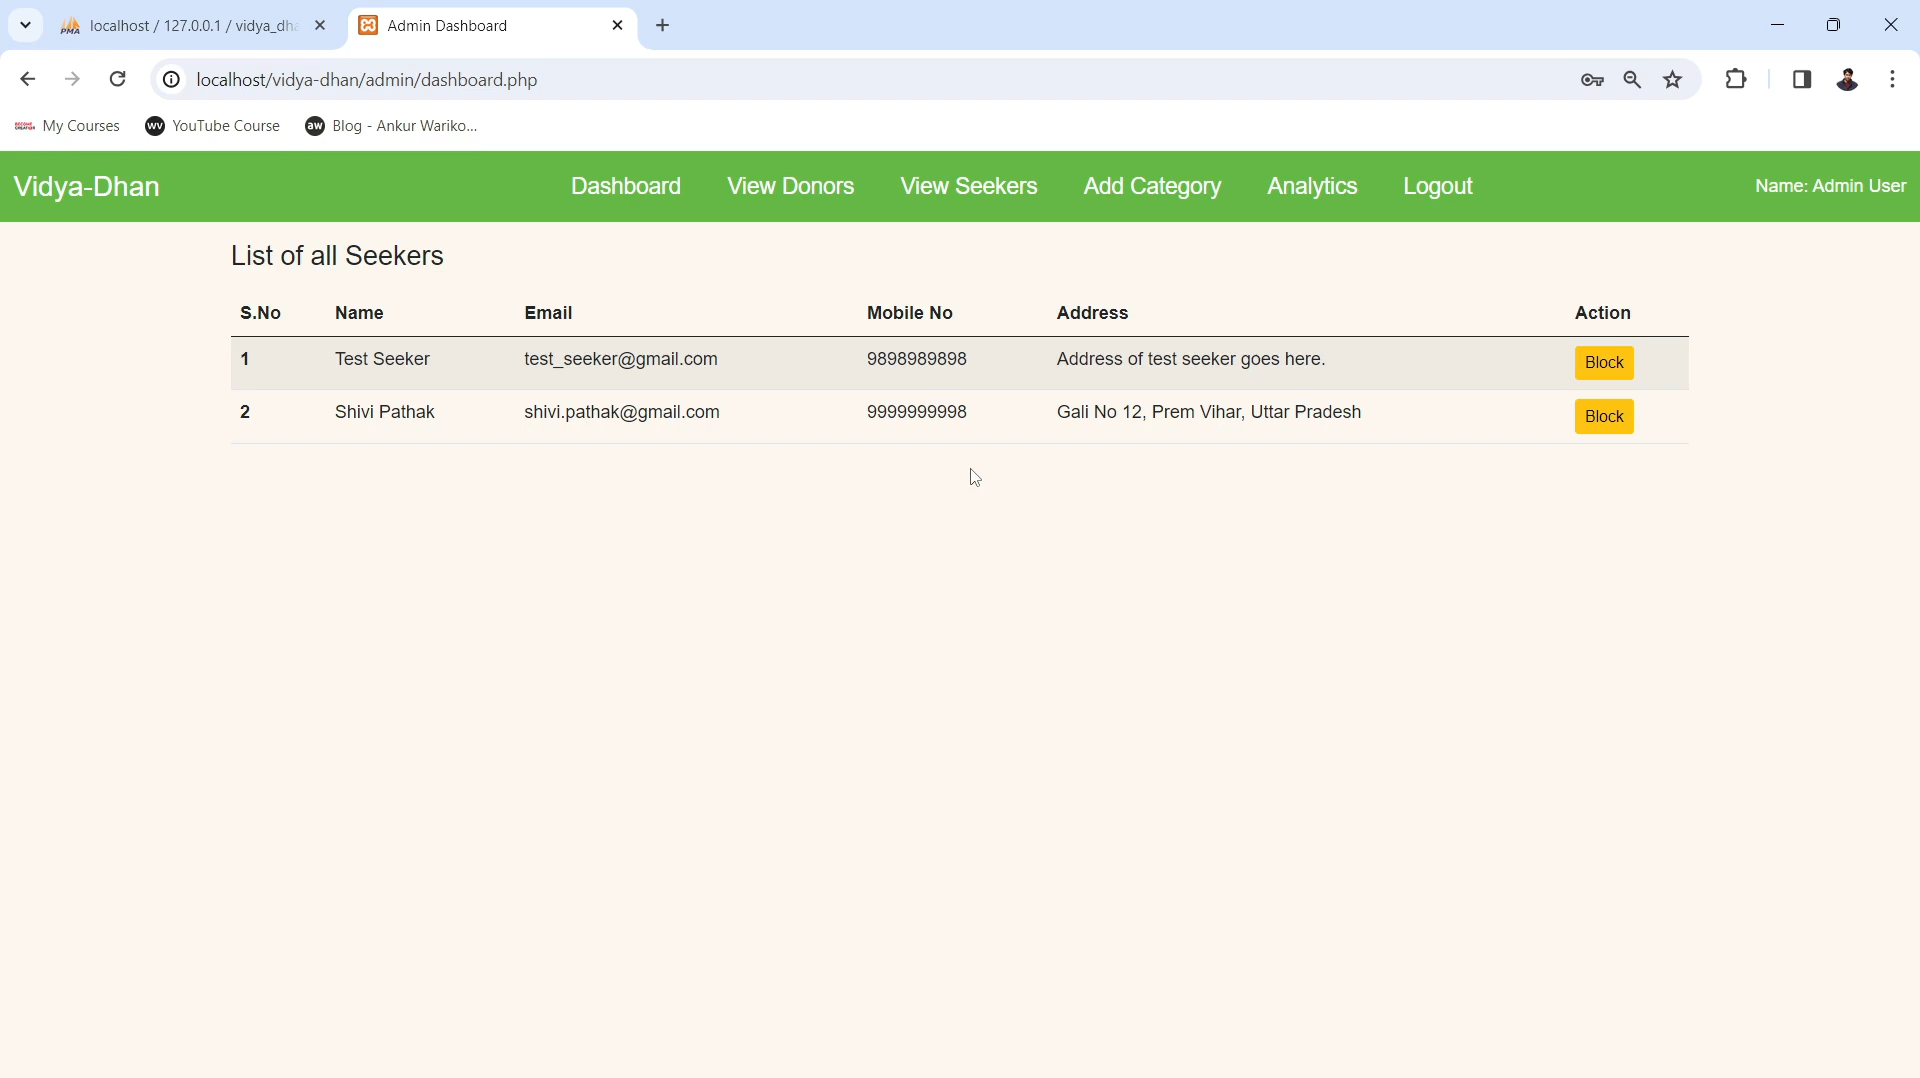 localhost / 127.0.0.1 / vidya_dha
Admin Dashboard
localhost/vidya-dhan/admin/dashboard.php
My Courses YouTube Course Blog - Ankur Wariko...
Vidya-Dhan Dashboard View Donors View Seekers Add Category Analytics Logout Name: Admin User
List of all Seekers
S.No Name Email Mobile No Address Action
1 Test Seeker test_seeker@gmail.com 9898989898 Address of test seeker goes here. Block
2 Shivi Pathak shivi.pathak@gmail.com 9999999998 Gali No 12, Prem Vihar, Uttar Pradesh Block